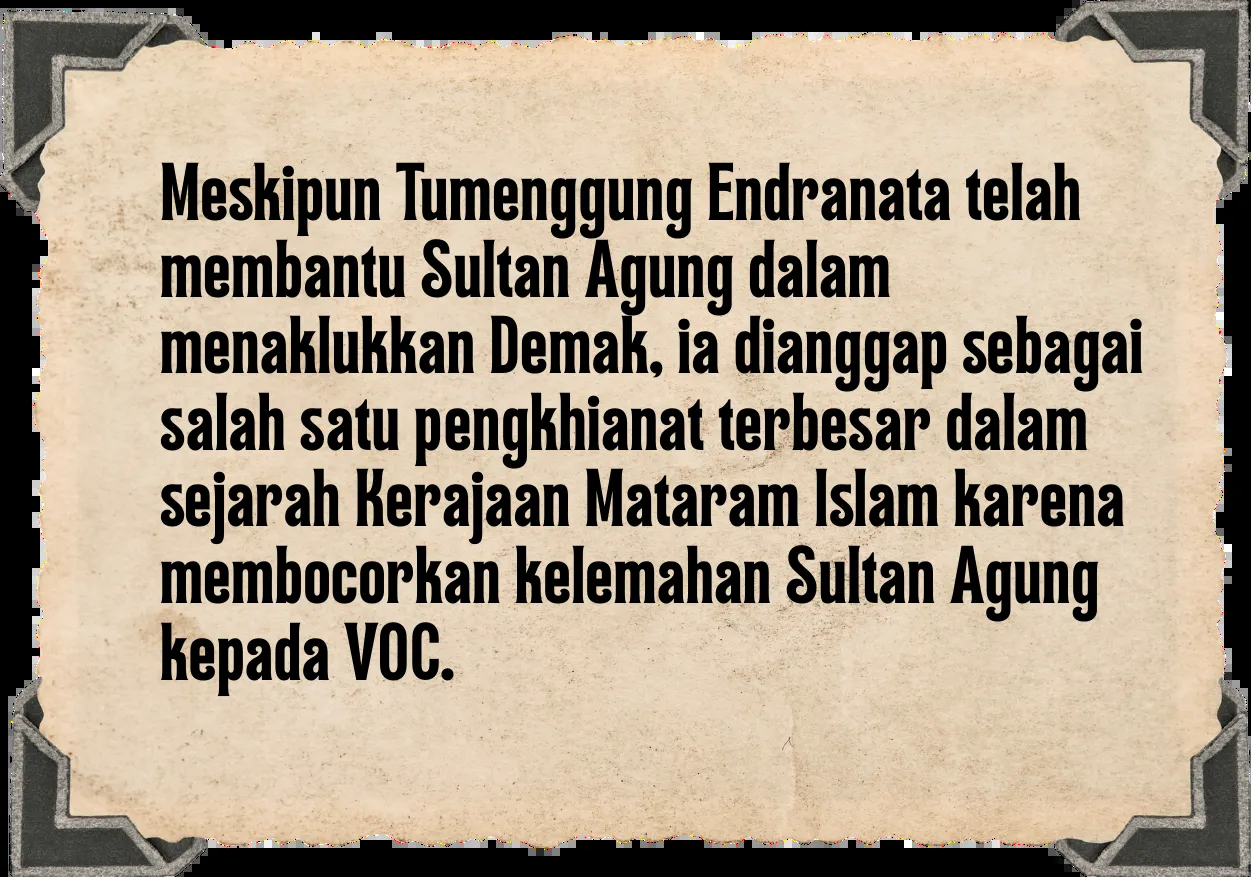 Meskipun Tumenggung Endranata telah
membantu Sultan Agung dalam
menaklukkan Demak, ia dianggap sebagai
salah satu pengkhianat terbesar dalam
sejarah Kerajaan Mataram Islam karena
membocorkan kelemahan Sultan Agung
kepada VOC.